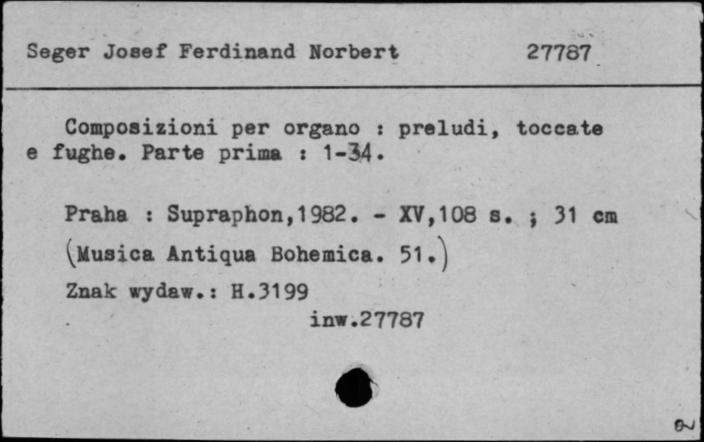 Seger Josef Ferdinand Norbert 27787
Composizioni per organo : preludi, toccate
e fughe. Parte prima : 1-34.
Praha : Supraphon,1982. - XV,108 s. ; 31 cm
(Musica Antiqua Bohemica. 51.)
Znak wydaw.: H.3199
inw.27787